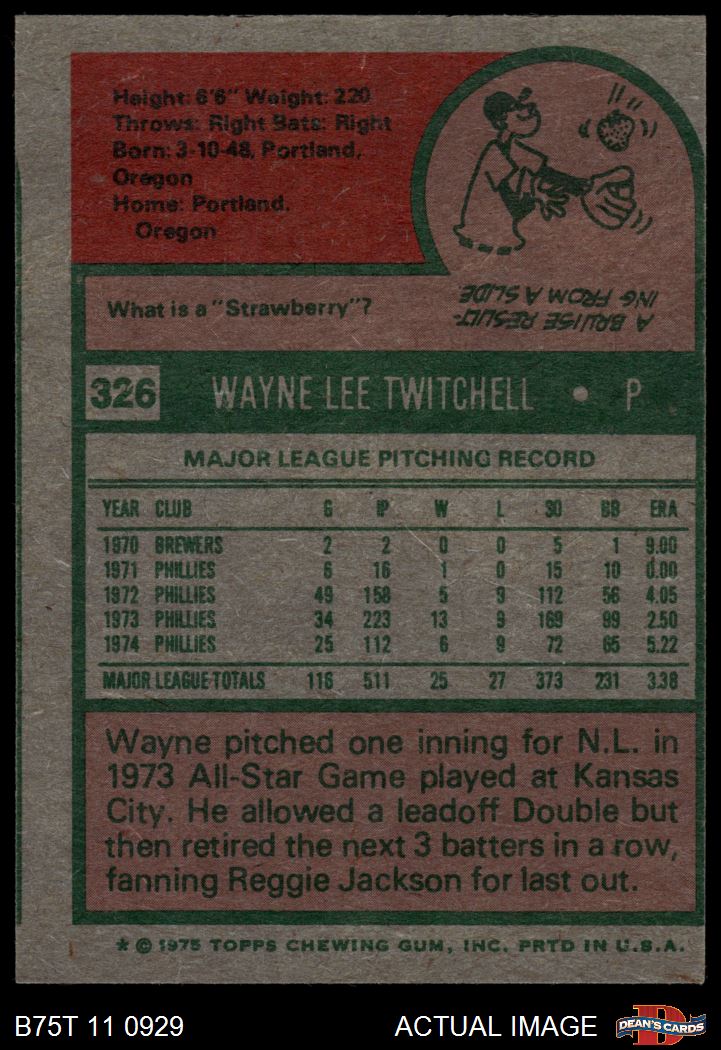 Height: 6'6" Weight: 220
Throws: Right Bats: Right
Born: 3-10-48, Portland,
Oregon
Home: Portland,
Oregon
What is a "Strawberry"?
A BRUISE RESULT-
ING FROM A SLIDE.
326 WAYNE LEE TWITCHELL • P
MAJOR LEAGUE PITCHING RECORD
YEAR CLUB G IP W L SO BB ERA
1970 BREWERS 2 2 0 0 5 1 9.00
1971 PHILLIES 6 16 1 0 15 10 0.00
1972 PHILLIES 49 158 5 9 112 56 4.05
1973 PHILLIES 34 223 13 9 169 99 2.50
1974 PHILLIES 25 112 6 9 72 65 5.22
MAJOR LEAGUE TOTALS 116 511 25 27 373 231 3.38
Wayne pitched one inning for N.L. in
1973 All-Star Game played at Kansas
City. He allowed a leadoff Double but
then retired the next 3 batters in a row,
fanning Reggie Jackson for last out.
* © 1975 TOPPS CHEWING GUM, INC. PRTD IN U.S.A.
B75T 11 0929 ACTUAL IMAGE DEAN'S CARDS